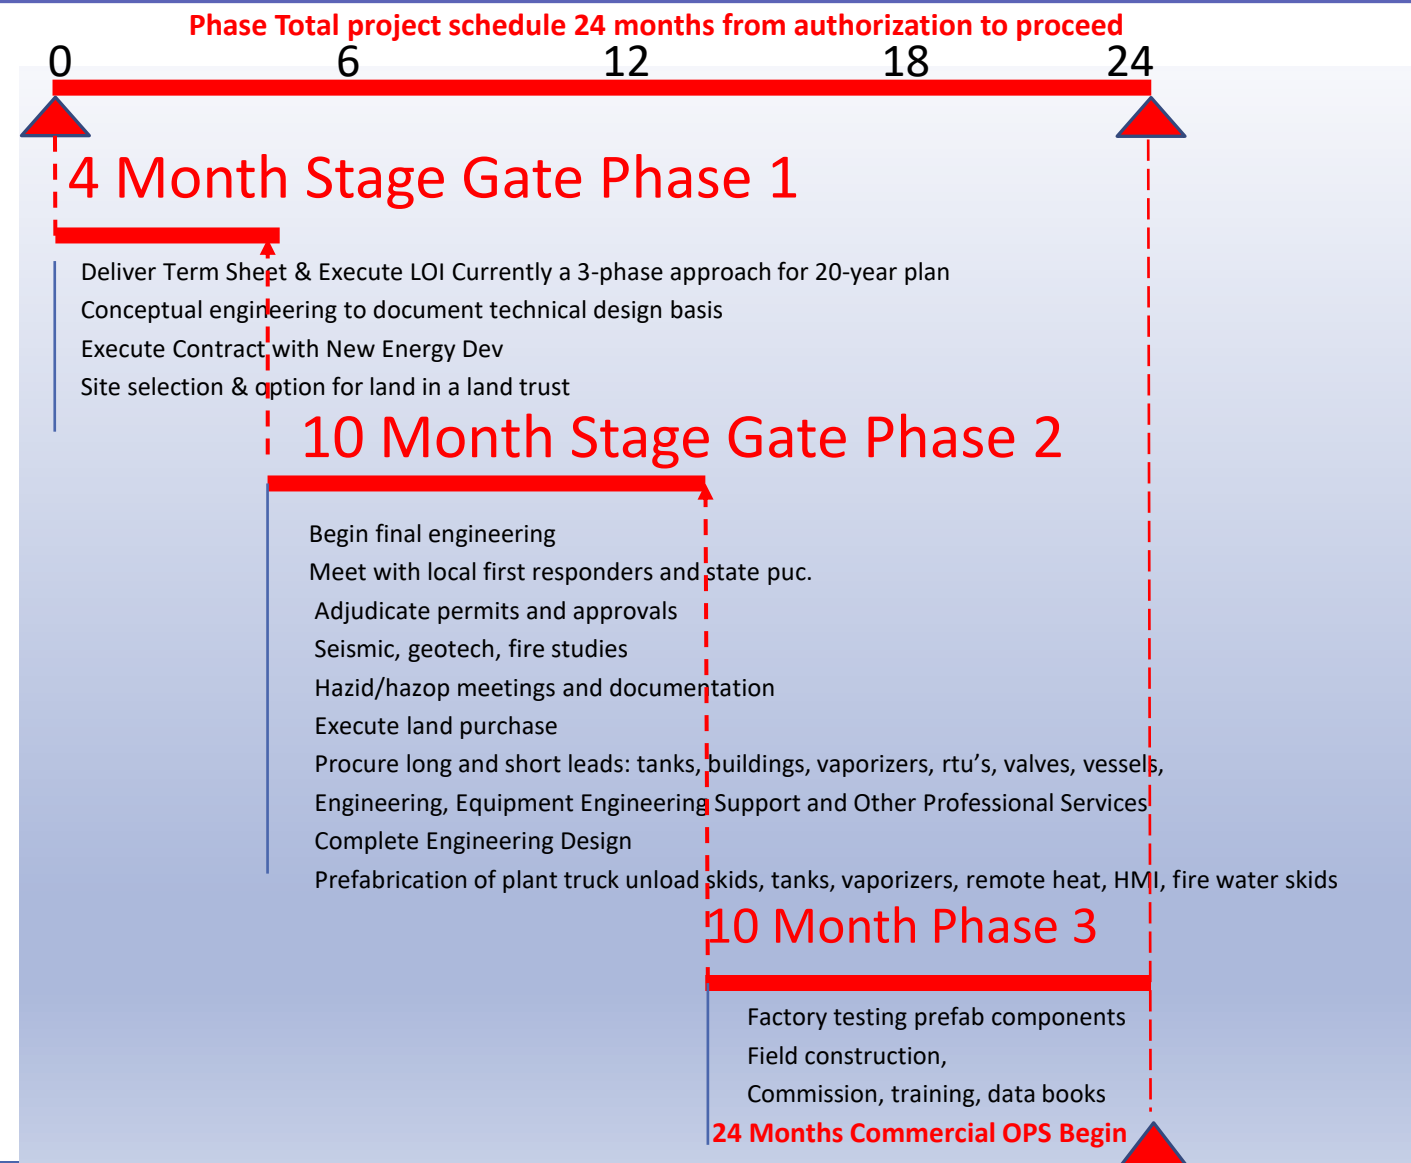 Phase Total project schedule 24 months from authorization to proceed
0 6 12 18 24
4 Month Stage Gate Phase 1
Deliver Term Sheet & Execute LOI Currently a 3-phase approach for 20-year plan
Conceptual engineering to document technical design basis
Execute Contract with New Energy Dev
Site selection & option for land in a land trust
10 Month Stage Gate Phase 2
Begin final engineering
Meet with local first responders and state puc.
Adjudicate permits and approvals
Seismic, geotech, fire studies
Hazid/hazop meetings and documentation
Execute land purchase
Procure long and short leads: tanks, buildings, vaporizers, rtu’s, valves, vessels,
Engineering, Equipment Engineering Support and Other Professional Services
Complete Engineering Design
Prefabrication of plant truck unload skids, tanks, vaporizers, remote heat, HMI, fire water skids
10 Month Phase 3
Factory testing prefab components
Field construction,
Commission, training, data books
24 Months Commercial OPS Begin